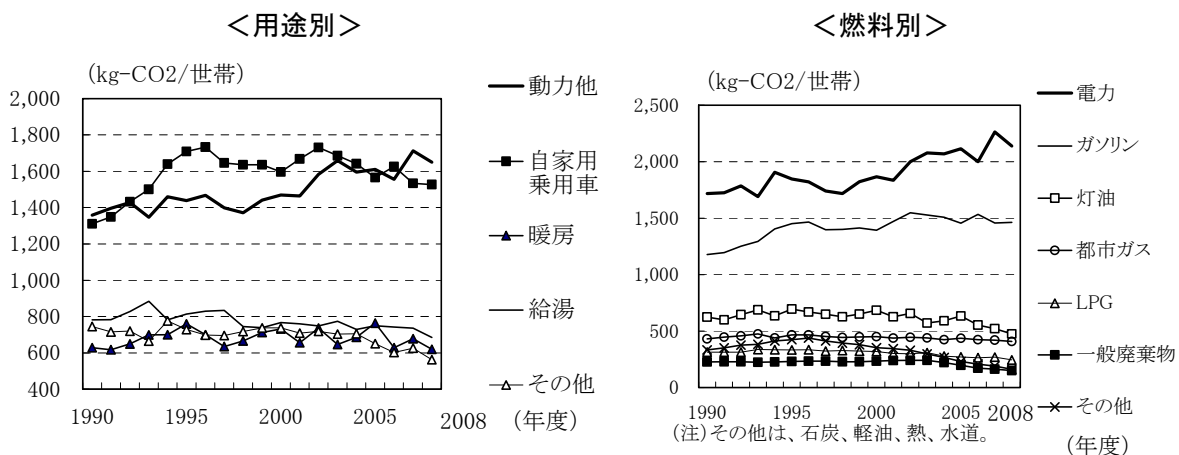 ＜用途別＞
(kg-CO2/世帯)
2,000
1,800
1,600
1,400
1,200
1,000
800
600
400
1990
1995
2000
2005
2008
(年度)
動力他
自家用
乗用車
暖房
給湯
その他
＜燃料別＞
(kg-CO2/世帯)
2,500
2,000
1,500
1,000
500
0
1990
1995
2000
2005
2008
(年度)
電力
ガソリン
灯油
都市ガス
LPG
一般廃棄物
その他
(注)その他は、石炭、軽油、熱、水道。